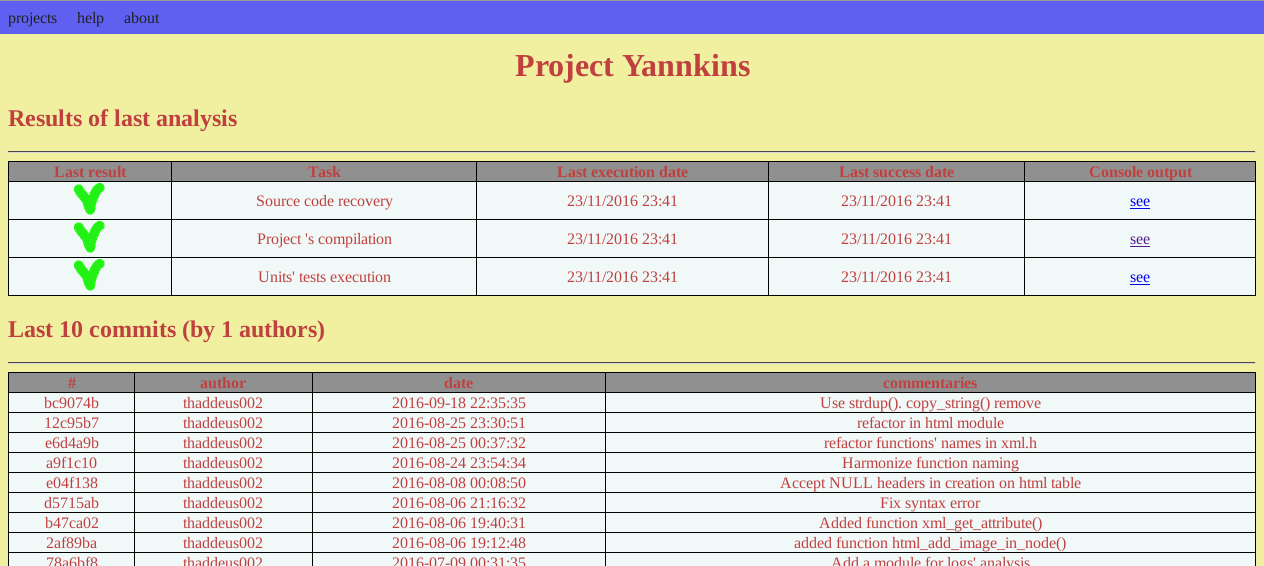 projects help about
Project Yannkins
Results of last analysis
Last result Task Last execution date Last success date Console output
Source code recovery 23/11/2016 23:41 23/11/2016 23:41 see
Project 's compilation 23/11/2016 23:41 23/11/2016 23:41 see
Units' tests execution 23/11/2016 23:41 23/11/2016 23:41 see
Last 10 commits (by 1 authors)
# author date commentaries
bc9074b thaddeus002 2016-09-18 22:35:35 Use strdup(). copy_string() remove
12c95b7 thaddeus002 2016-08-25 23:30:51 refactor in html module
e6d4a9b thaddeus002 2016-08-25 00:37:32 refactor functions' names in xml.h
a9f1c10 thaddeus002 2016-08-24 23:54:34 Harmonize function naming
e04f138 thaddeus002 2016-08-08 00:08:50 Accept NULL headers in creation on html table
d5715ab thaddeus002 2016-08-06 21:16:32 Fix syntax error
b47ca02 thaddeus002 2016-08-06 19:40:31 Added function xml_get_attribute()
2af89ba thaddeus002 2016-08-06 19:12:48 added function html_add_image_in_node()
78a6bf8 thaddeus002 2016-07-09 00:31:35 Add a module for logs' analysis